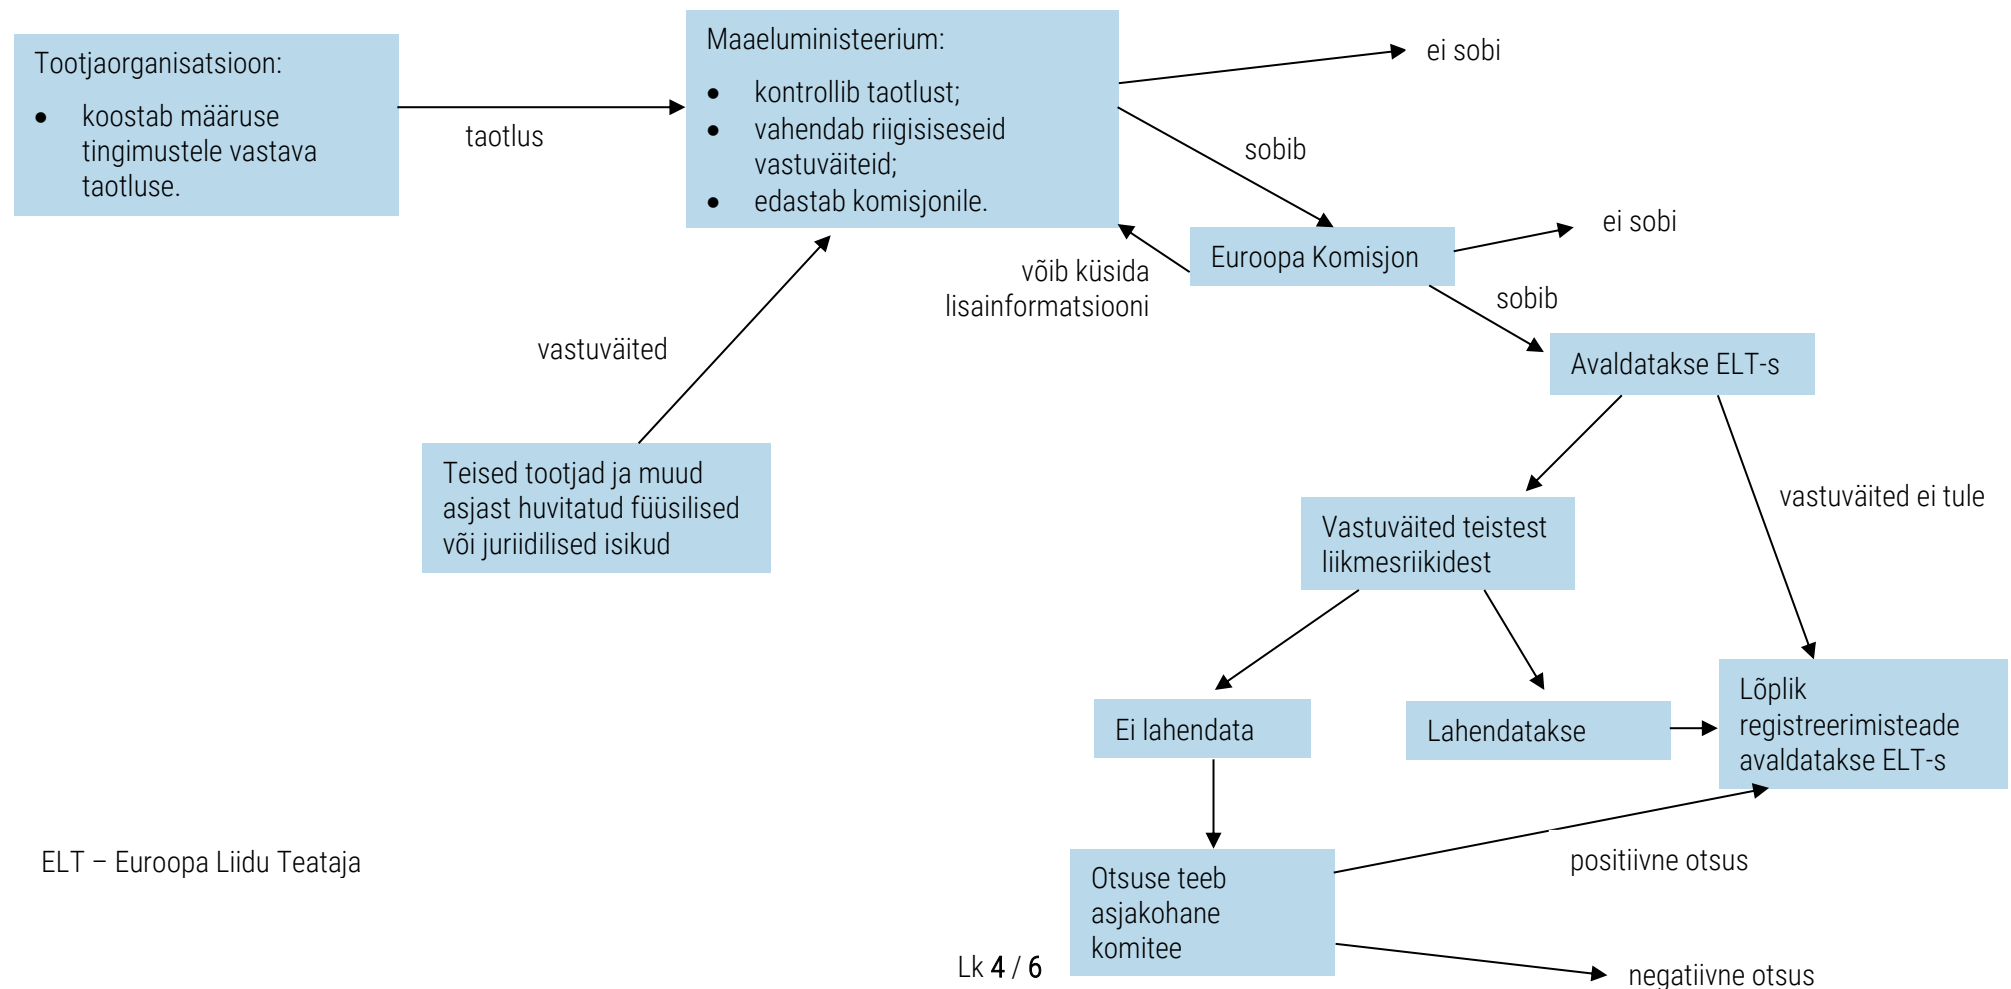 Tootjaorganisatsioon:
• koostab määruse
tingimustele vastava
taotluse.
taotlus
Maaeluministeerium:
• kontrollib taotlust;
• vahendab riigisiseseid
vastuväiteid;
• edastab komisjonile.
ei sobi
sobib
Euroopa Komisjon
ei sobi
võib küsida
lisainformatsiooni
sobib
vastuväited
Avaldatakse ELT-s
Teised tootjad ja muud
asjast huvitatud füüsilised
või juriidilised isikud
Vastuväited teistest
liikmesriikidest
vastuväited ei tule
Ei lahendata
Lahendatakse
Lõplik
registreerimisteade
avaldatakse ELT-s
ELT – Euroopa Liidu Teataja
Otsuse teeb
asjakohane
komitee
positiivne otsus
negatiivne otsus
Lk 4 / 6